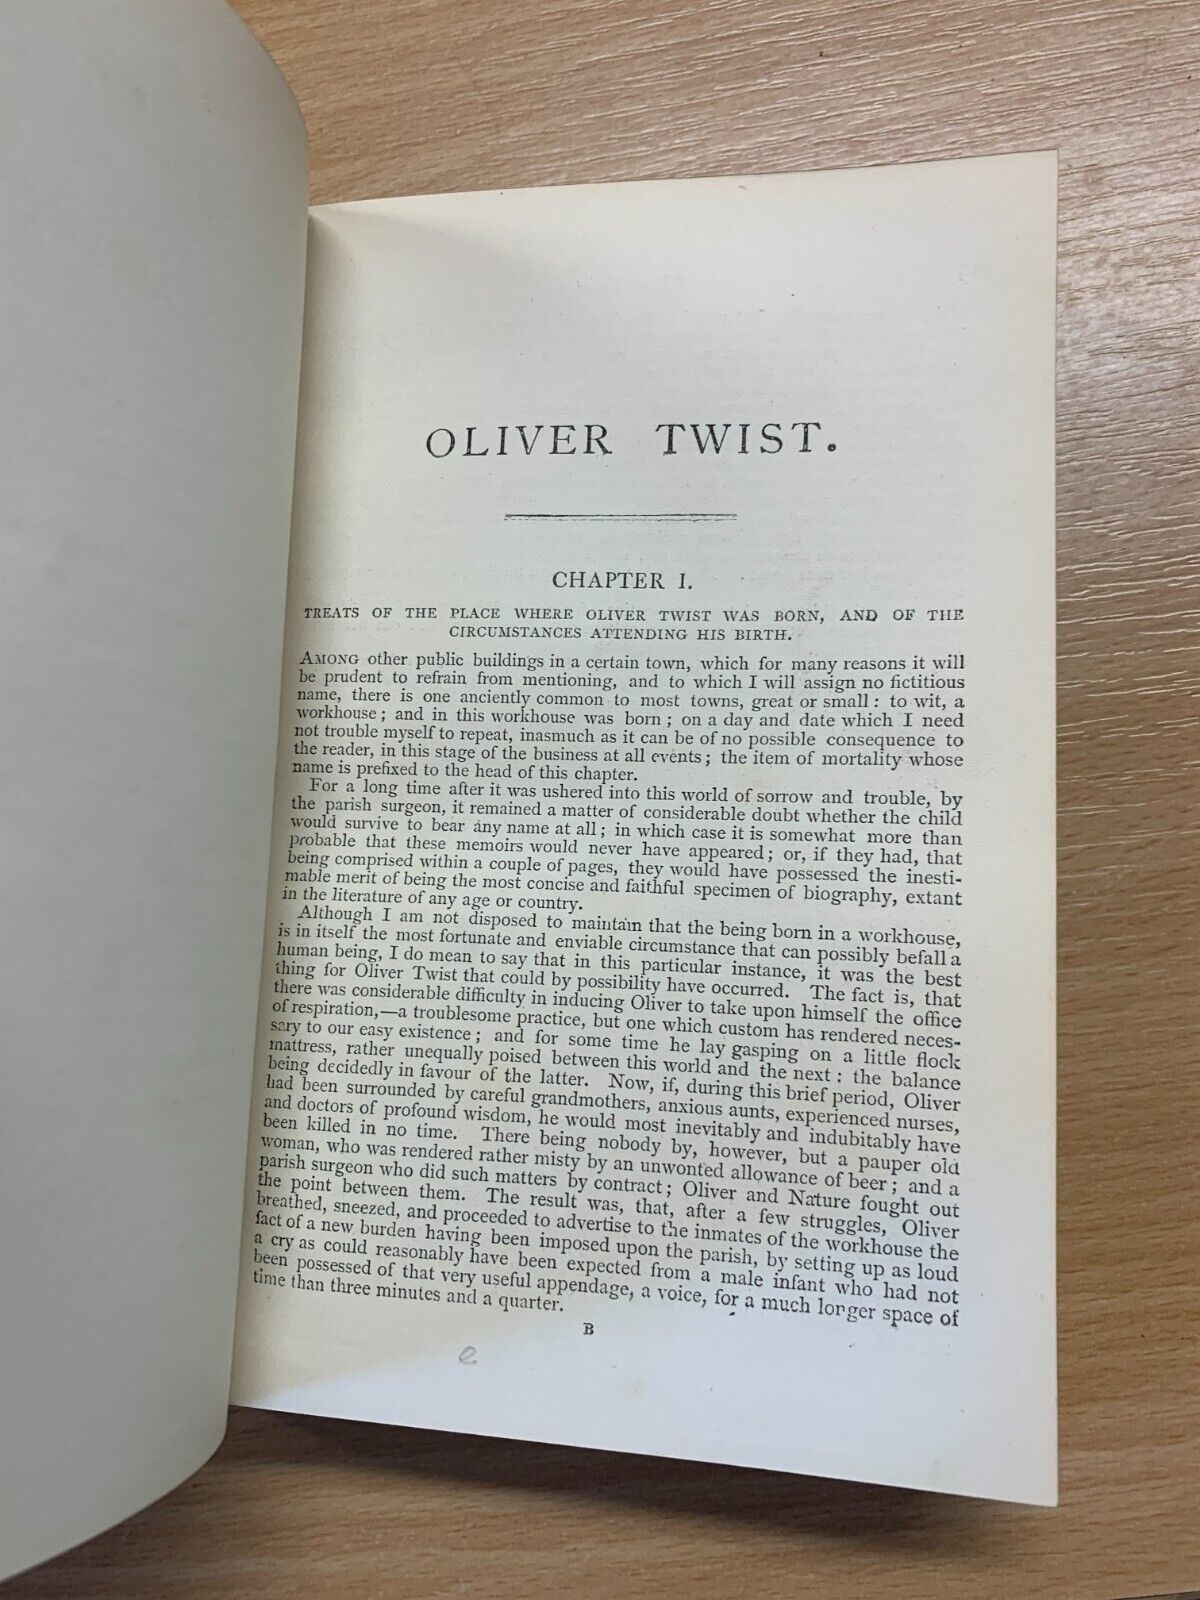 OLIVER TWIST.
CHAPTER I.
TREATS OF THE PLACE WHERE OLIVER TWIST WAS BORN, AND OF THE
CIRCUMSTANCES ATTENDING HIS BIRTH.
AMONG other public buildings in a certain town, which for many reasons it will
be prudent to refrain from mentioning, and to which I will assign no fictitious
name, there is one anciently common to most towns, great or small: to wit, a
workhouse; and in this workhouse was born; on a day and date which I need
not trouble myself to repeat, inasmuch as it can be of no possible consequence to
the reader, in this stage of the business at all events; the item of mortality whose
name is prefixed to the head of this chapter.
For a long time after it was ushered into this world of sorrow and trouble, by
the parish surgeon, it remained a matter of considerable doubt whether the child
would survive to bear any name at all; in which case it is somewhat more than
probable that these memoirs would never have appeared; or, if they had, that
being comprised within a couple of pages, they would have possessed the inesti-
mable merit of being the most concise and faithful specimen of biography, extant
in the literature of any age or country.
Although I am not disposed to maintain that the being born in a workhouse,
is in itself the most fortunate and enviable circumstance that can possibly befall a
human being, I do mean to say that in this particular instance, it was the best
thing for Oliver Twist that could by possibility have occurred. The fact is, that
there was considerable difficulty in inducing Oliver to take upon himself the office
of respiration,—a troublesome practice, but one which custom has rendered neces-
sary to our easy existence; and for some time he lay gasping on a little flock
mattress, rather unequally poised between this world and the next: the balance
being decidedly in favour of the latter. Now, if, during this brief period, Oliver
had been surrounded by careful grandmothers, anxious aunts, experienced nurses,
and doctors of profound wisdom, he would most inevitably and indubitably have
been killed in no time. There being nobody by, however, but a pauper old
woman, who was rendered rather misty by an unwonted allowance of beer; and a
parish surgeon who did such matters by contract; Oliver and Nature fought out
the point between them. The result was, that, after a few struggles, Oliver
breathed, sneezed, and proceeded to advertise to the inmates of the workhouse the
fact of a new burden having been imposed upon the parish, by setting up as loud
a cry as could reasonably have been expected from a male infant who had not
been possessed of that very useful appendage, a voice, for a much longer space of
time than three minutes and a quarter.
B
e